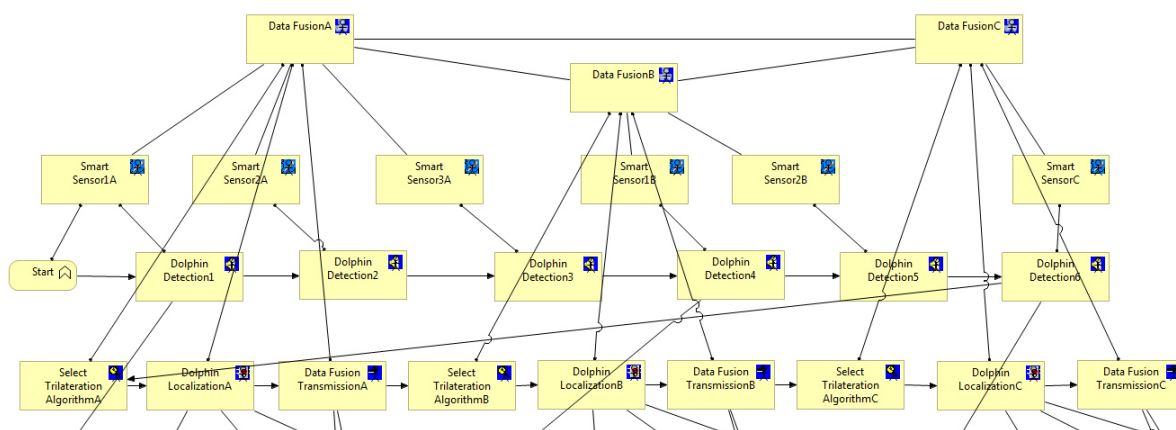 Data FusionA
Data FusionC
Data FusionB
Smart
Sensor1A
Smart
Sensor2A
Smart
Sensor3A
Smart
Sensor1B
Smart
Sensor2B
Smart
SensorC
Start
Dolphin
Detection1
Dolphin
Detection2
Dolphin
Detection3
Dolphin
Detection4
Dolphin
Detection5
Dolphin
Detection6
Select
Trilateration
AlgorithmA
Dolphin
LocalizationA
Data Fusion
TransmissionA
Select
Trilateration
AlgorithmB
Dolphin
LocalizationB
Data Fusion
TransmissionB
Select
Trilateration
AlgorithmC
Dolphin
LocalizationC
Data Fusion
TransmissionC